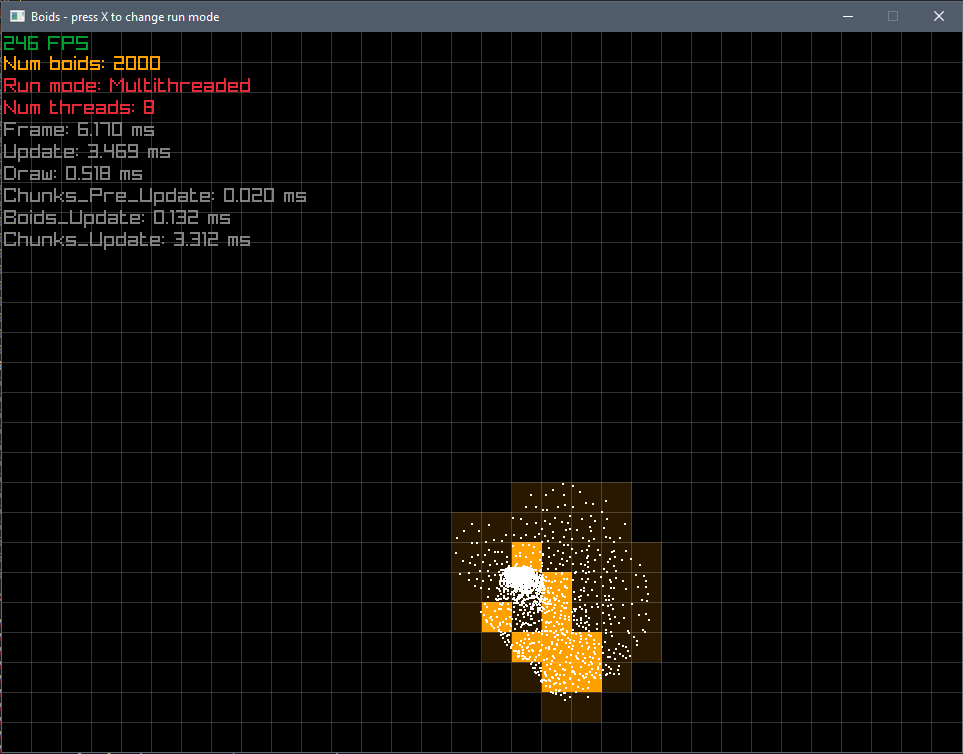 Boids - press X to change run mode
246 FPS
Num boids: 2000
Run mode: Multithreaded
Num threads: 8
Frame: 6.170 ms
Update: 3.469 ms
Draw: 0.518 ms
Chunks_Pre_Update: 0.020 ms
Boids_Update: 0.132 ms
Chunks_Update: 3.312 ms